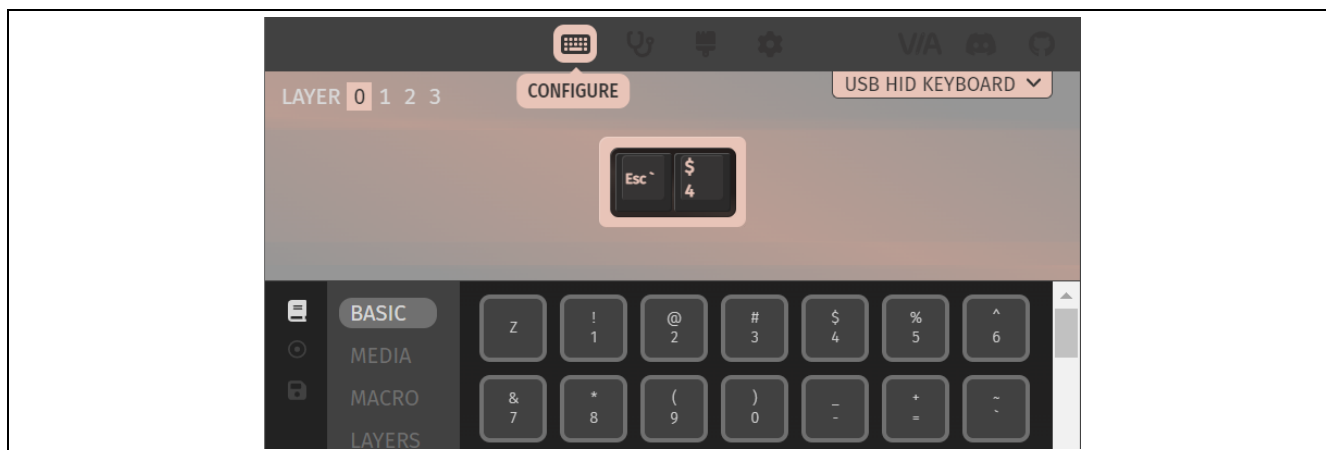 VIA
CONFIGURE
USB HID KEYBOARD
LAYER 0 1 2 3
Esc `
$
4
BASIC
MEDIA
MACRO
LAYERS
Z
!
1
@
2
#
3
$
4
%
5
^
6
&
7
*
8
(
9
)
0
_
-
+
=
~
`